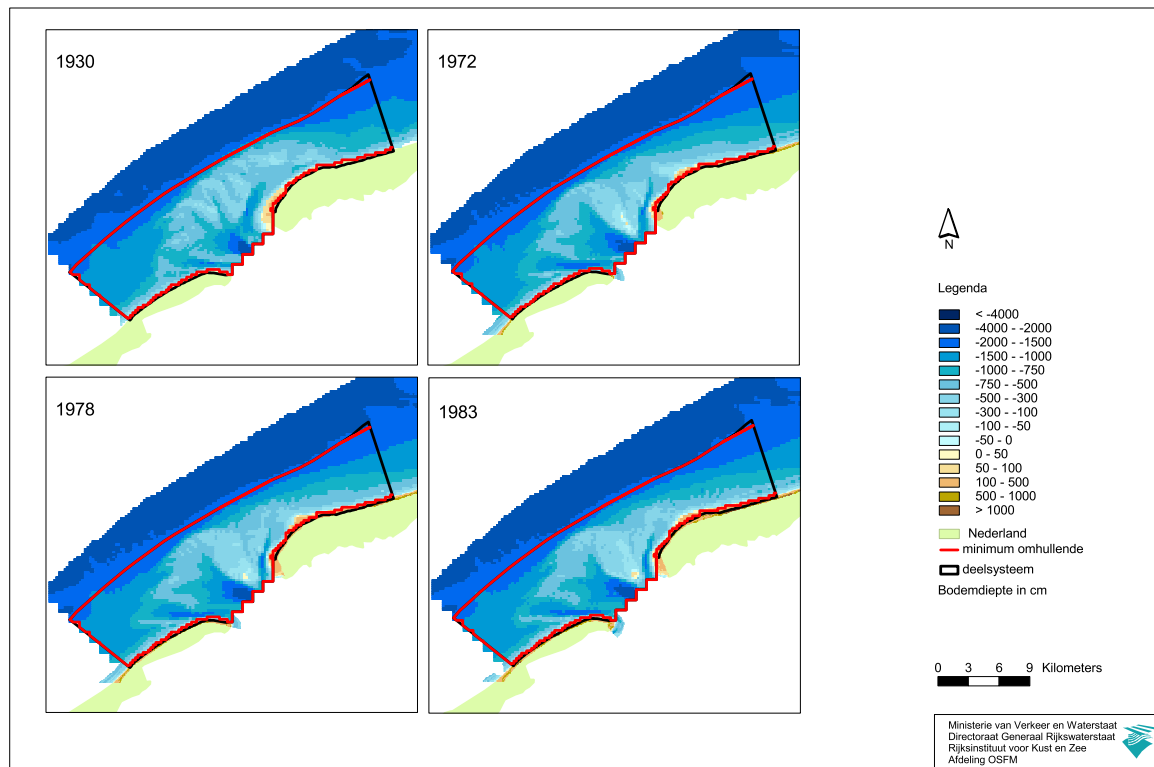 1930
1972
1978
1983
N
Legenda
< -4000
-4000 - -2000
-2000 - -1500
-1500 - -1000
-1000 - -750
-750 - -500
-500 - -300
-300 - -100
-100 - -50
-50 - 0
0 - 50
50 - 100
100 - 500
500 - 1000
> 1000
Nederland
minimum omhullende
deelsysteem
Bodemdiepte in cm
0 3 6 9 Kilometers
Ministerie van Verkeer en Waterstaat
Directoraat Generaal Rijkswaterstaat
Rijksinstituut voor Kust en Zee
Afdeling OSFM